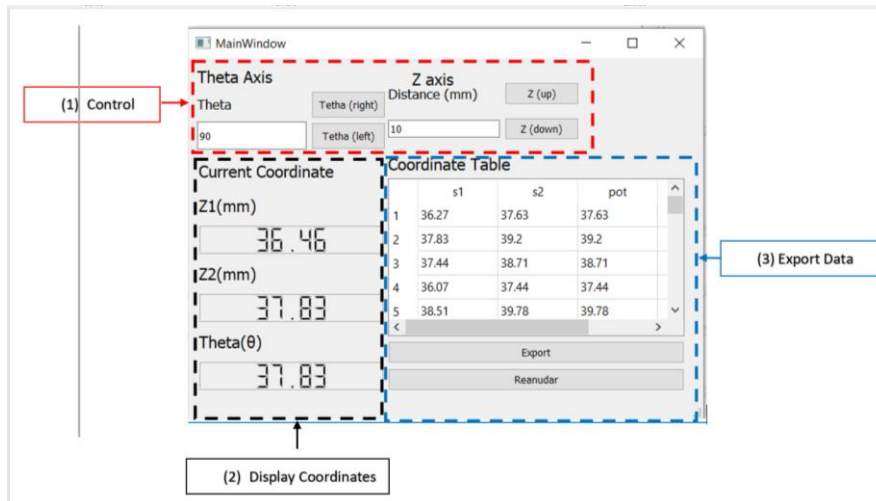 MainWindow
Theta Axis
Z axis
Theta
Tetha (right)
Distance (mm)
Z (up)
90
Tetha (left)
10
Z (down)
(1) Control
Current Coordinate
Z1(mm)
36.46
Z2(mm)
37.83
Theta(θ)
37.83
Coordinate Table
s1 s2 pot
1 36.27 37.63 37.63
2 37.83 39.2 39.2
3 37.44 38.71 38.71
4 36.07 37.44 37.44
5 38.51 39.78 39.78
Export
Reanudar
(3) Export Data
(2) Display Coordinates